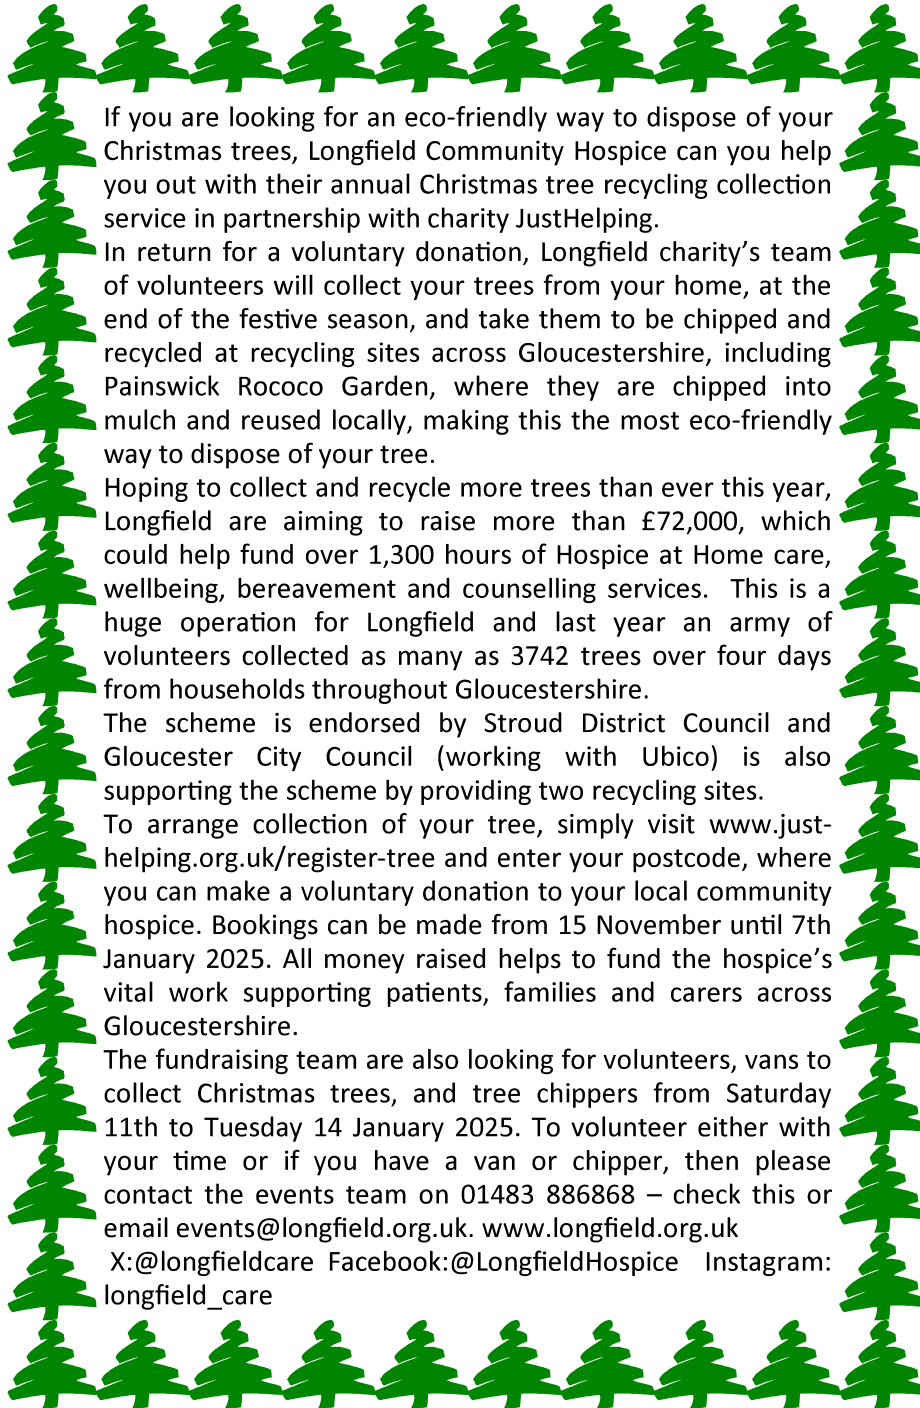 If you are looking for an eco-friendly way to dispose of your
Christmas trees, Longfield Community Hospice can you help
you out with their annual Christmas tree recycling collection
service in partnership with charity JustHelping.
In return for a voluntary donation, Longfield charity’s team
of volunteers will collect your trees from your home, at the
end of the festive season, and take them to be chipped and
recycled at recycling sites across Gloucestershire, including
Painswick Rococo Garden, where they are chipped into
mulch and reused locally, making this the most eco-friendly
way to dispose of your tree.
Hoping to collect and recycle more trees than ever this year,
Longfield are aiming to raise more than £72,000, which
could help fund over 1,300 hours of Hospice at Home care,
wellbeing, bereavement and counselling services.  This is a
huge operation for Longfield and last year an army of
volunteers collected as many as 3742 trees over four days
from households throughout Gloucestershire.
The scheme is endorsed by Stroud District Council and
Gloucester City Council (working with Ubico) is also
supporting the scheme by providing two recycling sites.
To arrange collection of your tree, simply visit www.just-
helping.org.uk/register-tree and enter your postcode, where
you can make a voluntary donation to your local community
hospice. Bookings can be made from 15 November until 7th
January 2025. All money raised helps to fund the hospice’s
vital work supporting patients, families and carers across
Gloucestershire.
The fundraising team are also looking for volunteers, vans to
collect Christmas trees, and tree chippers from Saturday
11th to Tuesday 14 January 2025. To volunteer either with
your time or if you have a van or chipper, then please
contact the events team on 01483 886868 – check this or
email events@longfield.org.uk. www.longfield.org.uk
X:@longfieldcare Facebook:@LongfieldHospice  Instagram:
longfield_care